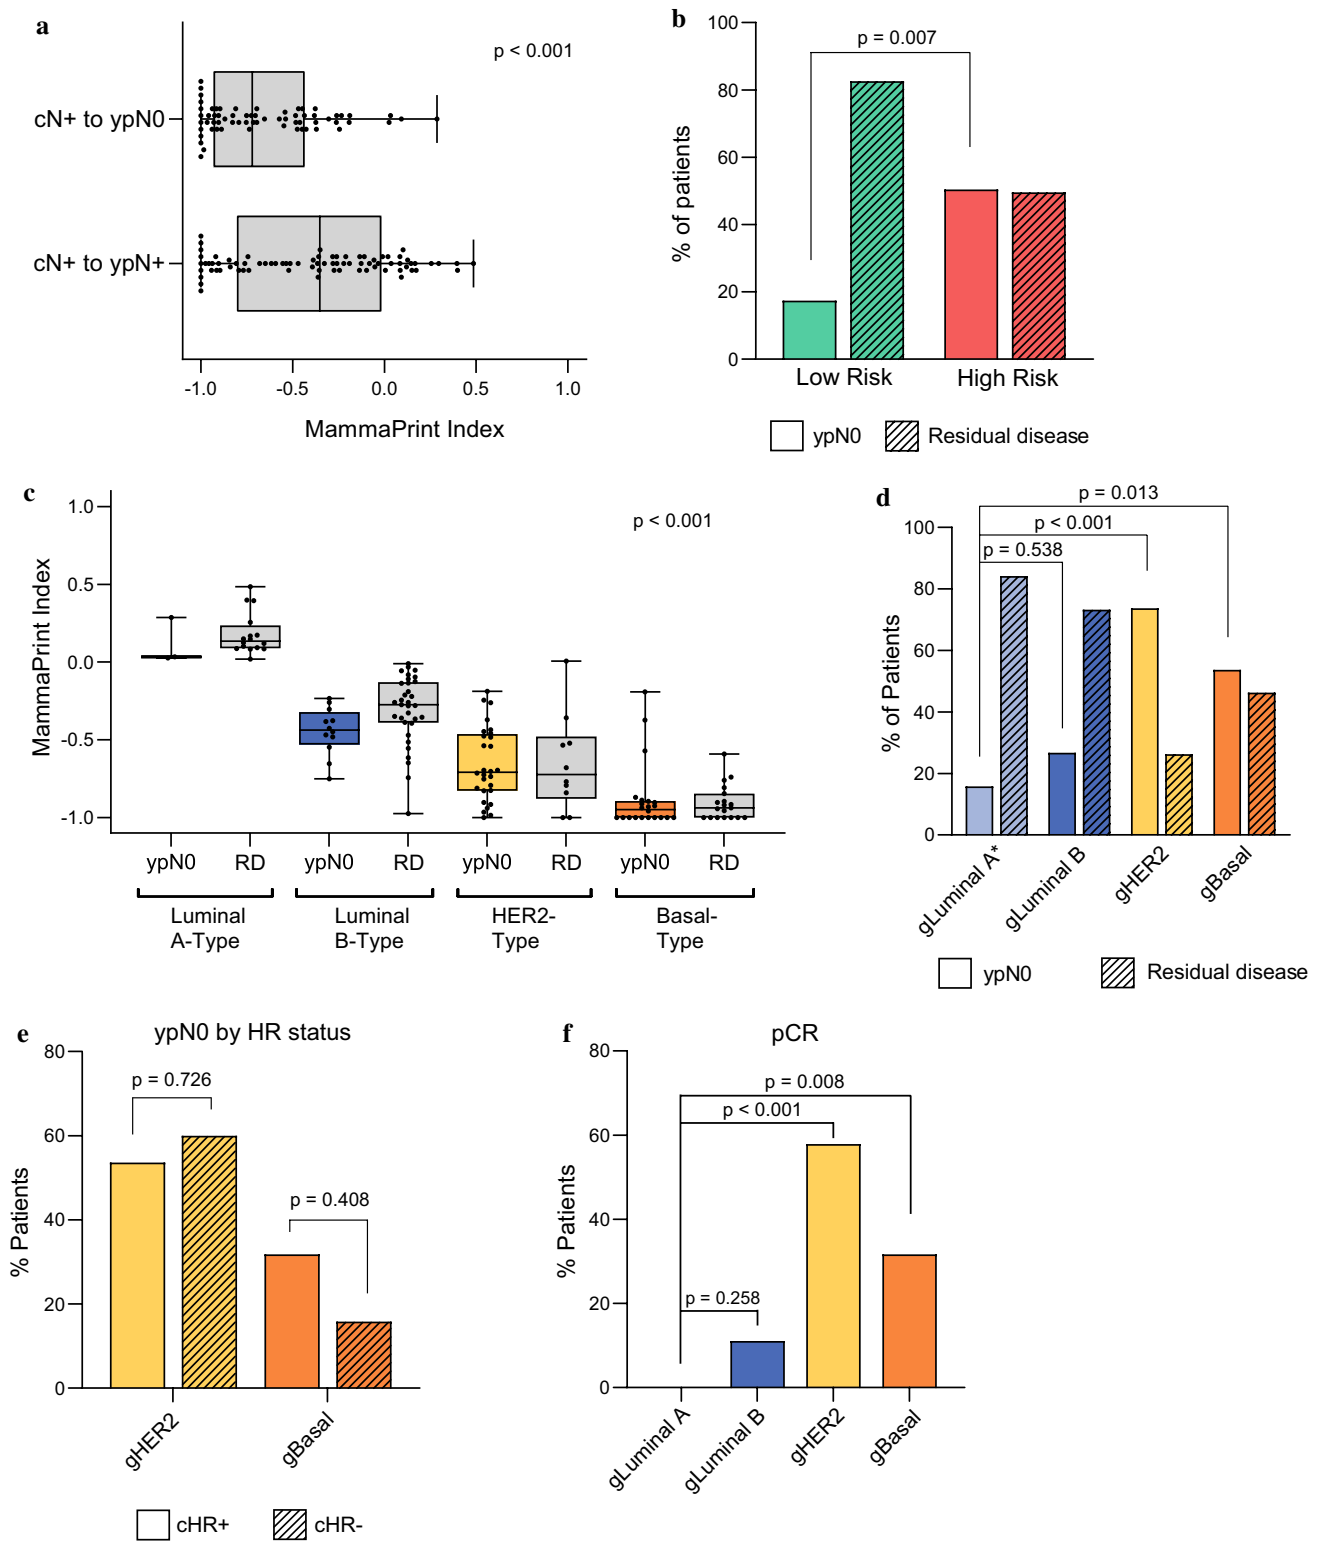 a
p < 0.001
cN+ to ypN0
cN+ to ypN+
-1.0 -0.5 0.0 0.5 1.0
MammaPrint Index
b
p = 0.007
% of patients
100
80
60
40
20
0
Low Risk High Risk
ypN0 Residual disease
c
p < 0.001
MammaPrint Index
1.0
0.5
0.0
-0.5
-1.0
ypN0 RD ypN0 RD ypN0 RD ypN0 RD
Luminal A-Type
Luminal B-Type
HER2-Type
Basal-Type
d
p = 0.013
p < 0.001
p = 0.538
% of Patients
100
80
60
40
20
0
gLuminal A*
gLuminal B
gHER2
gBasal
ypN0 Residual disease
e
ypN0 by HR status
p = 0.726
p = 0.408
% Patients
80
60
40
20
0
gHER2
gBasal
cHR+ cHR-
f
pCR
p = 0.008
p < 0.001
p = 0.258
% Patients
80
60
40
20
0
gLuminal A
gLuminal B
gHER2
gBasal